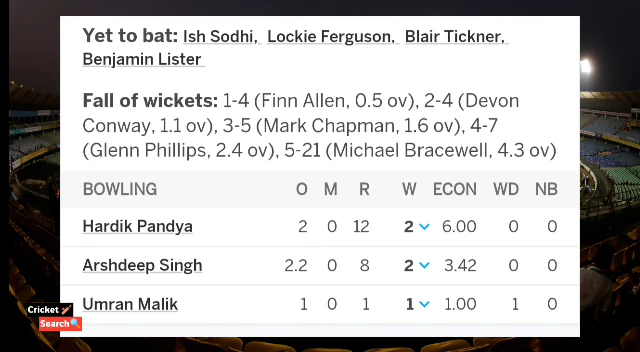 Yet to bat: Ish Sodhi, Lockie Ferguson, Blair Tickner,
Benjamin Lister
Fall of wickets: 1-4 (Finn Allen, 0.5 ov), 2-4 (Devon
Conway, 1.1 ov), 3-5 (Mark Chapman, 1.6 ov), 4-7
(Glenn Phillips, 2.4 ov), 5-21 (Michael Bracewell, 4.3 ov)
BOWLING O M R W ECON WD NB
Hardik Pandya 2 0 12 2 6.00 0 0
Arshdeep Singh 2.2 0 8 2 3.42 0 0
Umran Malik 1 0 1 1 1.00 1 0
Cricket
Search